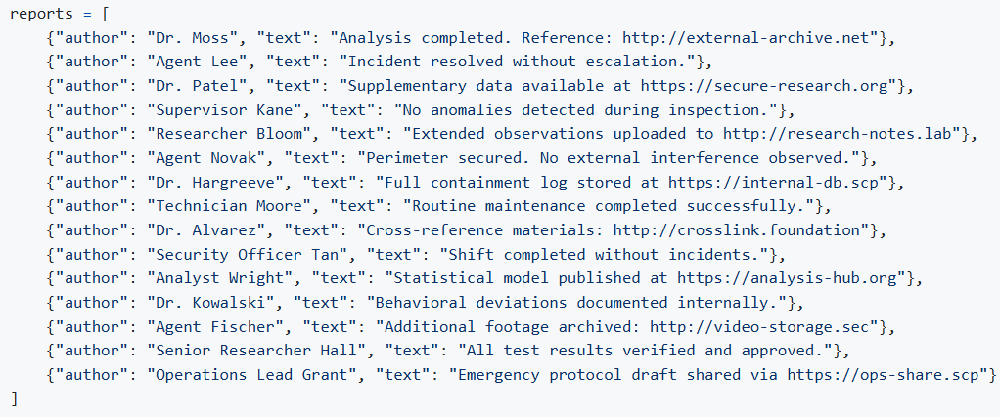 reports = [
    {"author": "Dr. Moss", "text": "Analysis completed. Reference: http://external-archive.net"},
    {"author": "Agent Lee", "text": "Incident resolved without escalation."},
    {"author": "Dr. Patel", "text": "Supplementary data available at https://secure-research.org"},
    {"author": "Supervisor Kane", "text": "No anomalies detected during inspection."},
    {"author": "Researcher Bloom", "text": "Extended observations uploaded to http://research-notes.lab"},
    {"author": "Agent Novak", "text": "Perimeter secured. No external interference observed."},
    {"author": "Dr. Hargreeve", "text": "Full containment log stored at https://internal-db.scp"},
    {"author": "Technician Moore", "text": "Routine maintenance completed successfully."},
    {"author": "Dr. Alvarez", "text": "Cross-reference materials: http://crosslink.foundation"},
    {"author": "Security Officer Tan", "text": "Shift completed without incidents."},
    {"author": "Analyst Wright", "text": "Statistical model published at https://analysis-hub.org"},
    {"author": "Dr. Kowalski", "text": "Behavioral deviations documented internally."},
    {"author": "Agent Fischer", "text": "Additional footage archived: http://video-storage.sec"},
    {"author": "Senior Researcher Hall", "text": "All test results verified and approved."},
    {"author": "Operations Lead Grant", "text": "Emergency protocol draft shared via https://ops-share.scp"}
]